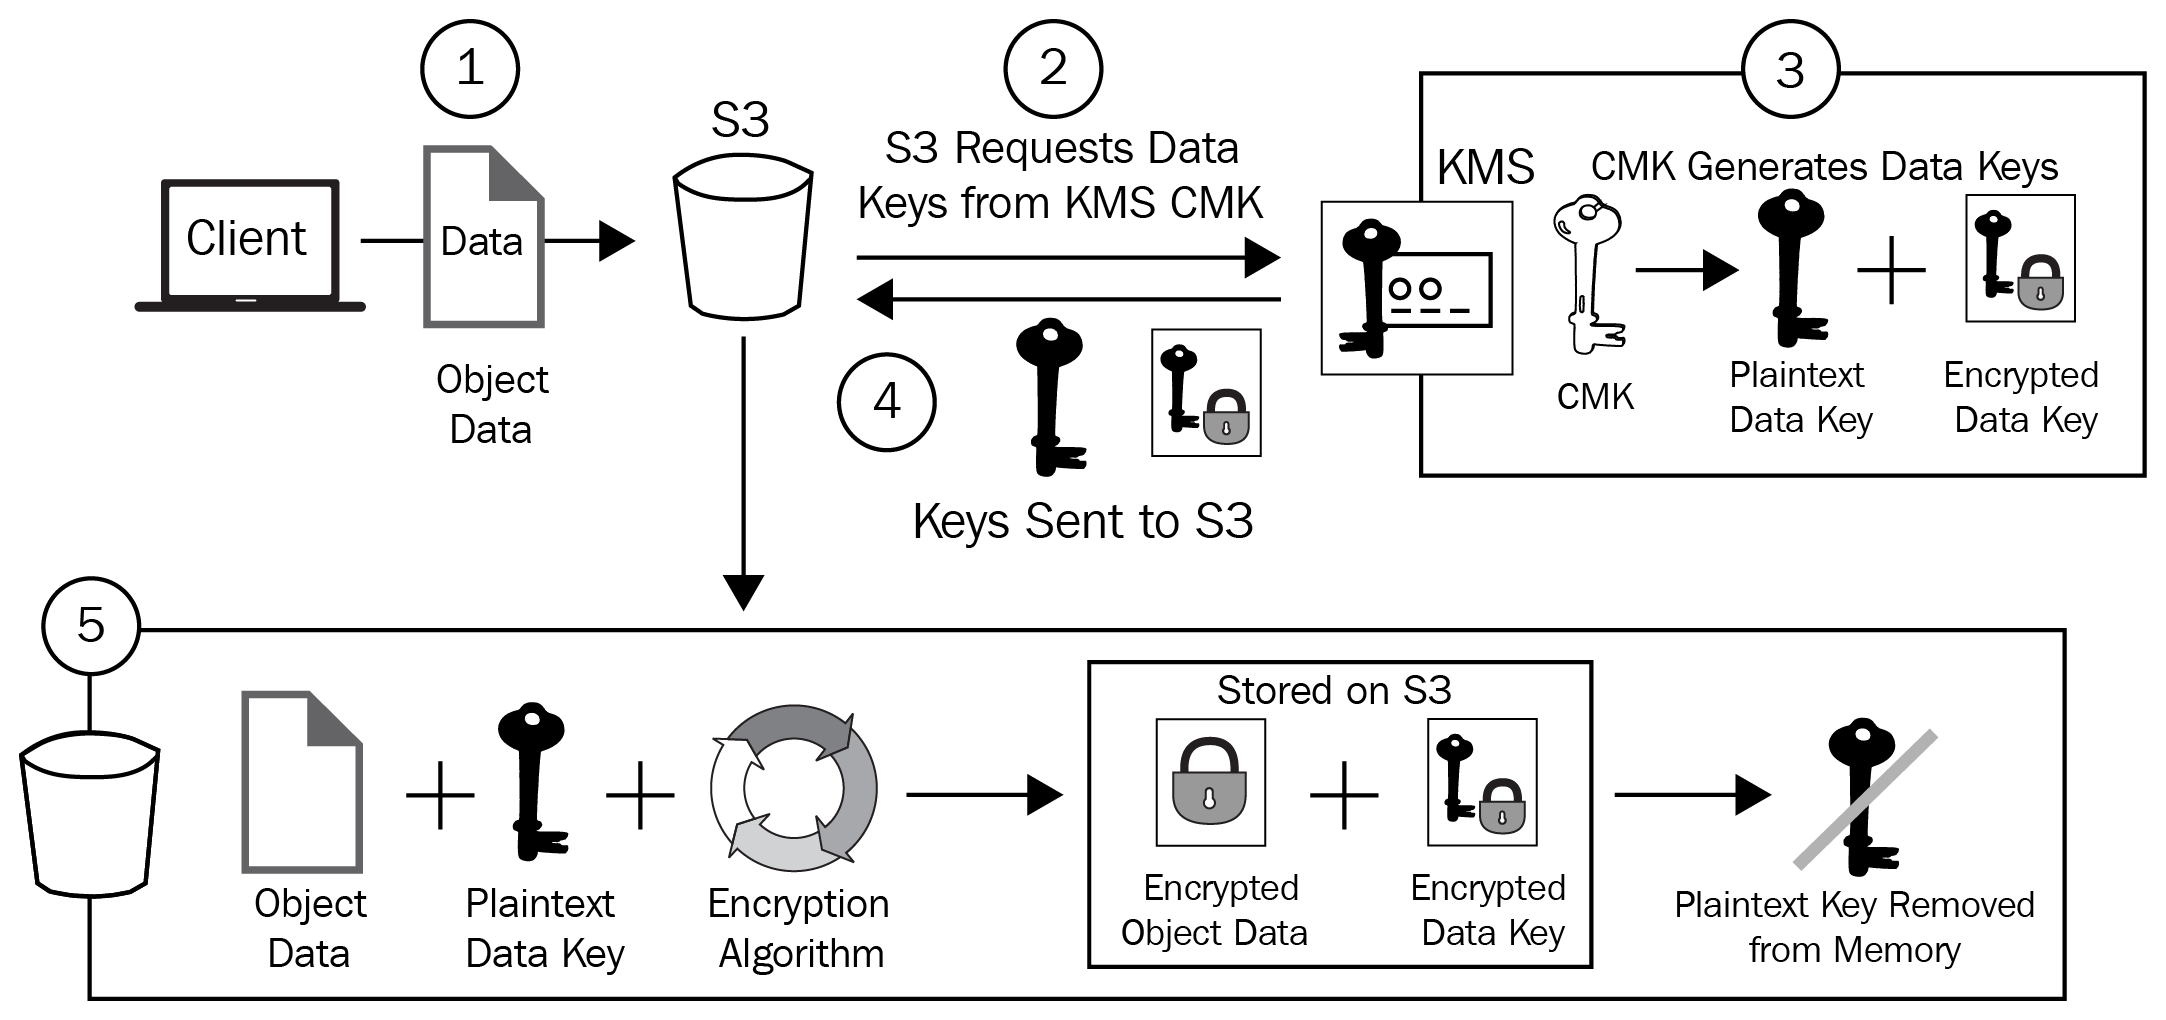 1
Client
Data
Object
Data
S3
2
S3 Requests Data
Keys from KMS CMK
3
KMS
CMK Generates Data Keys
CMK
Plaintext
Data Key
Encrypted
Data Key
4
Keys Sent to S3
5
Object
Data
Plaintext
Data Key
Encryption
Algorithm
Stored on S3
Encrypted
Object Data
Encrypted
Data Key
Plaintext Key Removed
from Memory